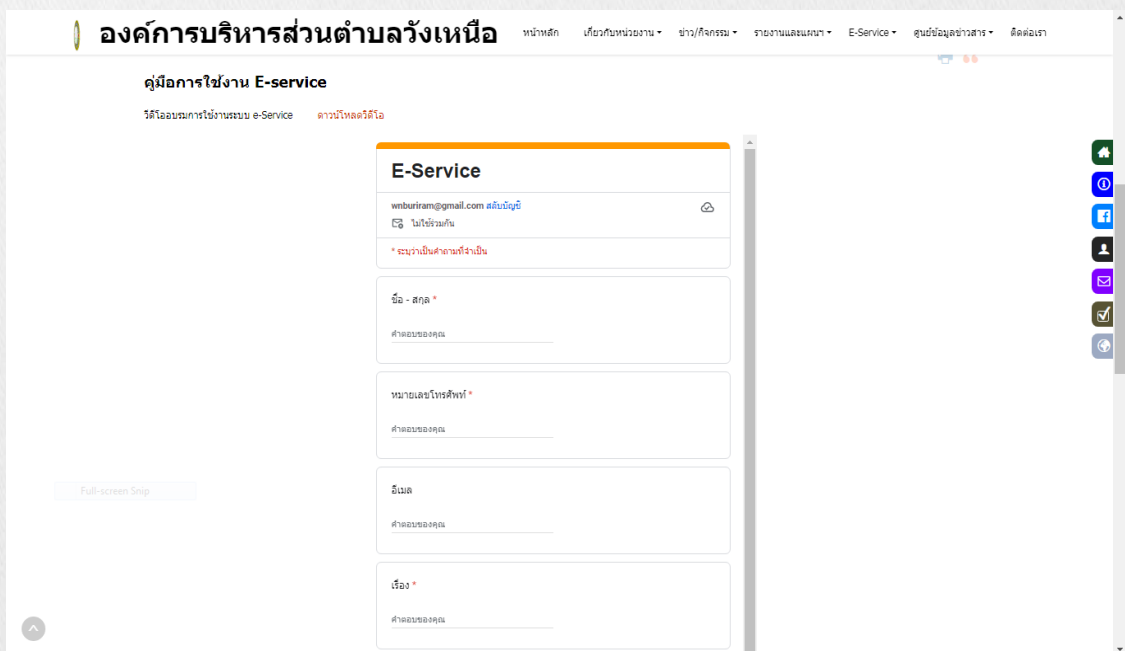 องค์การบริหารส่วนตำบลวังเหนือ
หน้าหลัก เกี่ยวกับหน่วยงาน ข่าว/กิจกรรม รายงานและแผนฯ E-Service ศูนย์ข้อมูลข่าวสาร ติดต่อเรา
คู่มือการใช้งาน E-service
วีดีโออบรมการใช้งานระบบ e-Service ดาวน์โหลดวีดีโอ
E-Service
wnburiram@gmail.com สลับบัญชี
ไม่ใช้ร่วมกัน
* ระบุว่าเป็นคำถามที่จำเป็น
ชื่อ - สกุล *
คำตอบของคุณ
หมายเลขโทรศัพท์ *
คำตอบของคุณ
Full-screen Snip
อีเมล
คำตอบของคุณ
เรื่อง *
คำตอบของคุณ